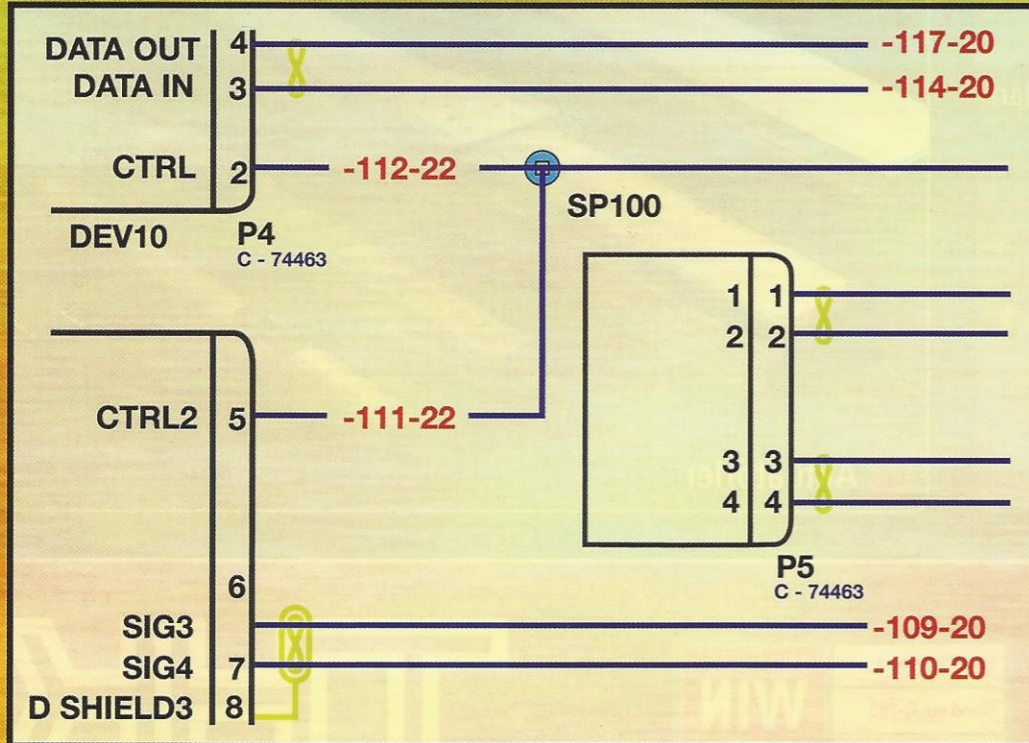 DATA OUT 4 -117-20
DATA IN 3 -114-20
CTRL 2 -112-22
SP100
DEV10 P4
C - 74463
1 1
2 2
CTRL2 5 -111-22
3 3
4 4
P5
C - 74463
6
SIG3 -109-20
SIG4 7 -110-20
D SHIELD3 8
WIN